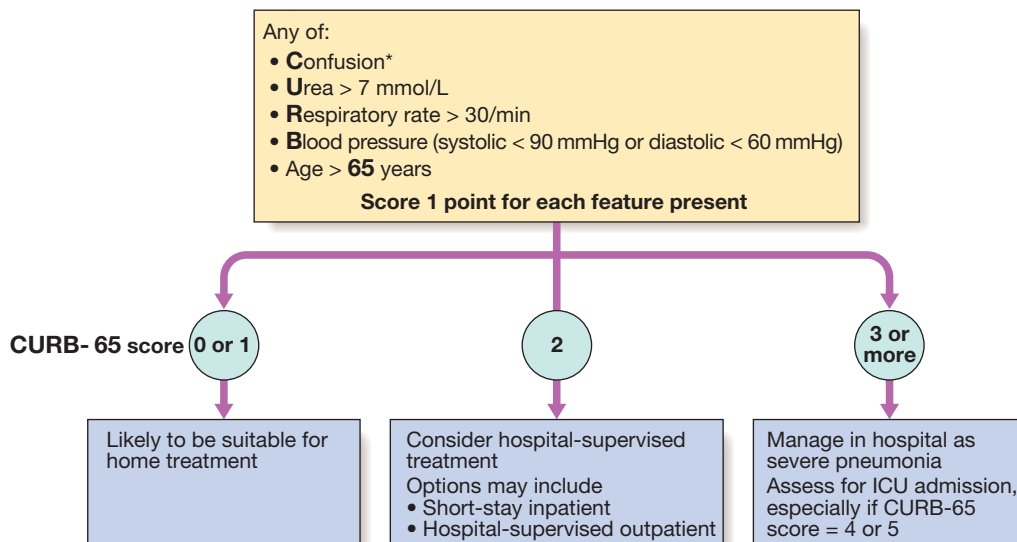 Any of:
• Confusion*
• Urea > 7 mmol/L
• Respiratory rate > 30/min
• Blood pressure (systolic < 90 mmHg or diastolic < 60 mmHg)
• Age > 65 years
Score 1 point for each feature present
CURB- 65 score
0 or 1
2
3 or
more
Likely to be suitable for
home treatment
Consider hospital-supervised
treatment
Options may include
• Short-stay inpatient
• Hospital-supervised outpatient
Manage in hospital as
severe pneumonia
Assess for ICU admission,
especially if CURB-65
score = 4 or 5